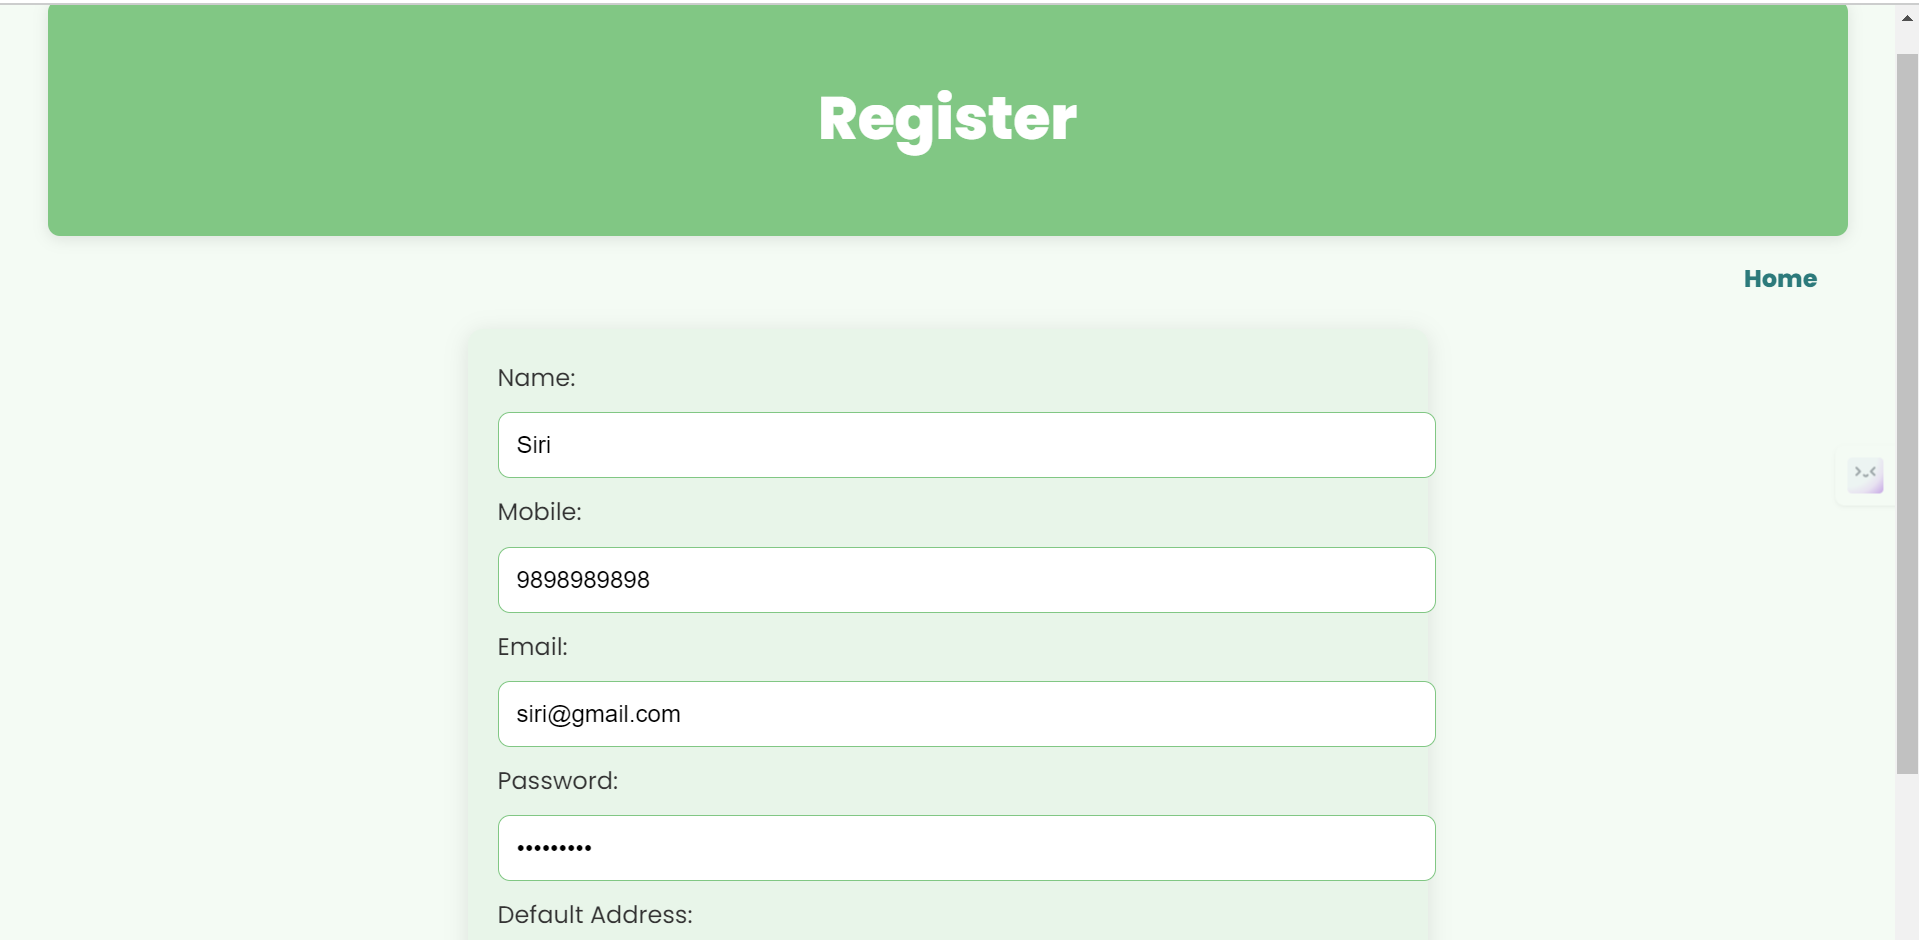 Register
Home
Name:
Siri
Mobile:
9898989898
Email:
siri@gmail.com
Password:
•••••••••
Default Address: